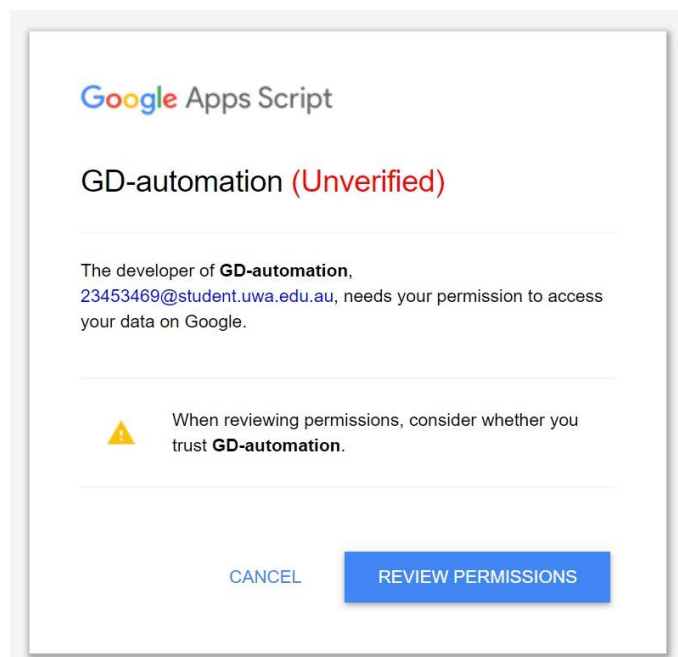 Google Apps Script
GD-automation (Unverified)
The developer of GD-automation,
23453469@student.uwa.edu.au, needs your permission to access
your data on Google.
When reviewing permissions, consider whether you
trust GD-automation.
CANCEL
REVIEW PERMISSIONS